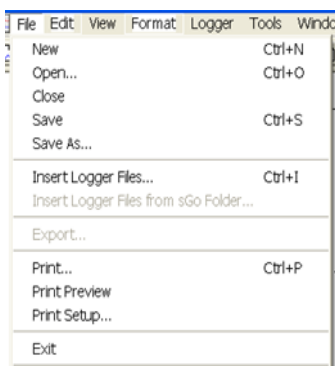 File Edit View Format Logger Tools Windo
New Ctrl+N
Open... Ctrl+O
Close
Save Ctrl+S
Save As...
Insert Logger Files... Ctrl+I
Insert Logger Files from sGo Folder...
Export...
Print... Ctrl+P
Print Preview
Print Setup...
Exit